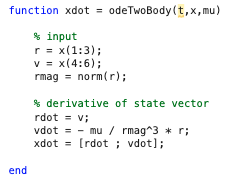 function xdot = odeTwoBody(t,x,mu)
% input
r = x(1:3);
v = x(4:6);
rmag = norm(r);
% derivative of state vector
rdot = v;
vdot = - mu / rmag^3 * r;
xdot = [rdot ; vdot];
end